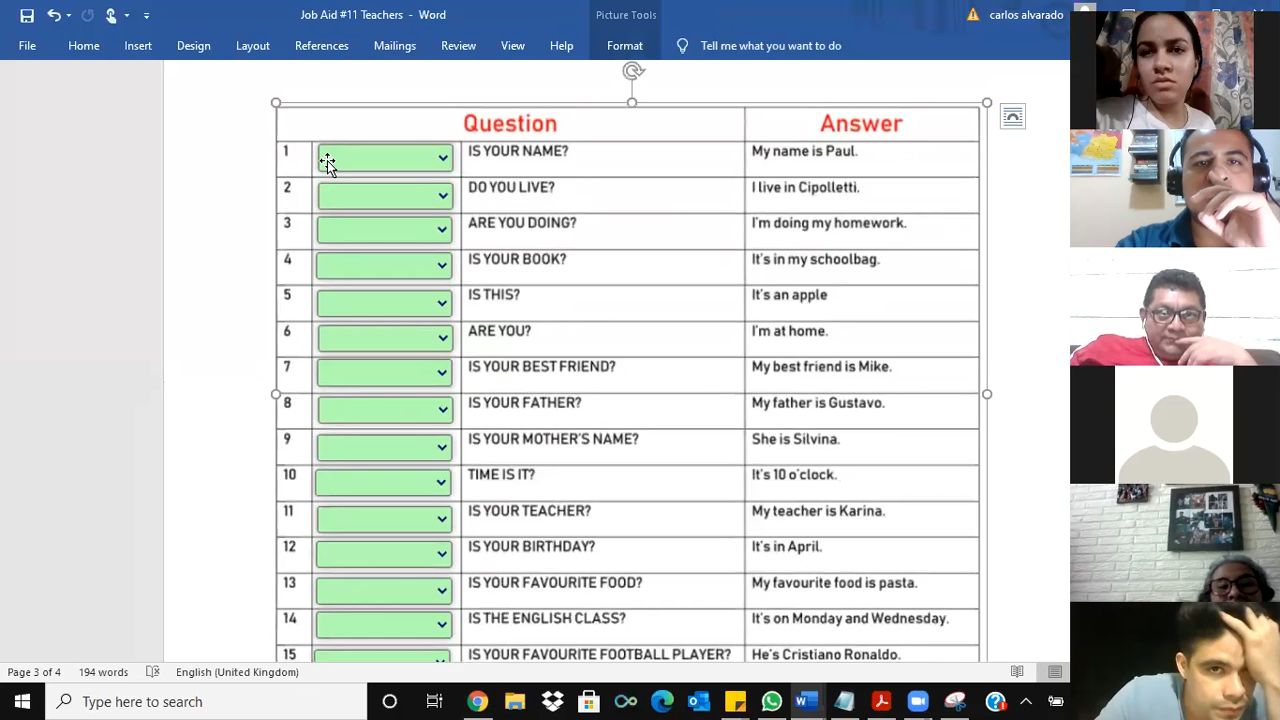 Job Aid #11 Teachers - Word
Picture Tools
carlos alvarado
File Home Insert Design Layout References Mailings Review View Help Format Tell me what you want to do
Question Answer
1 IS YOUR NAME? My name is Paul.
2 DO YOU LIVE? I live in Cipolletti.
3 ARE YOU DOING? I'm doing my homework.
4 IS YOUR BOOK? It's in my schoolbag.
5 IS THIS? It's an apple
6 ARE YOU? I'm at home.
7 IS YOUR BEST FRIEND? My best friend is Mike.
8 IS YOUR FATHER? My father is Gustavo.
9 IS YOUR MOTHER'S NAME? She is Silvina.
10 TIME IS IT? It's 10 o'clock.
11 IS YOUR TEACHER? My teacher is Karina.
12 IS YOUR BIRTHDAY? It's in April.
13 IS YOUR FAVOURITE FOOD? My favourite food is pasta.
14 IS THE ENGLISH CLASS? It's on Monday and Wednesday.
15 IS YOUR FAVOURITE FOOTBALL PLAYER? He's Cristiano Ronaldo.
Page 3 of 4 194 words English (United Kingdom)
Type here to search